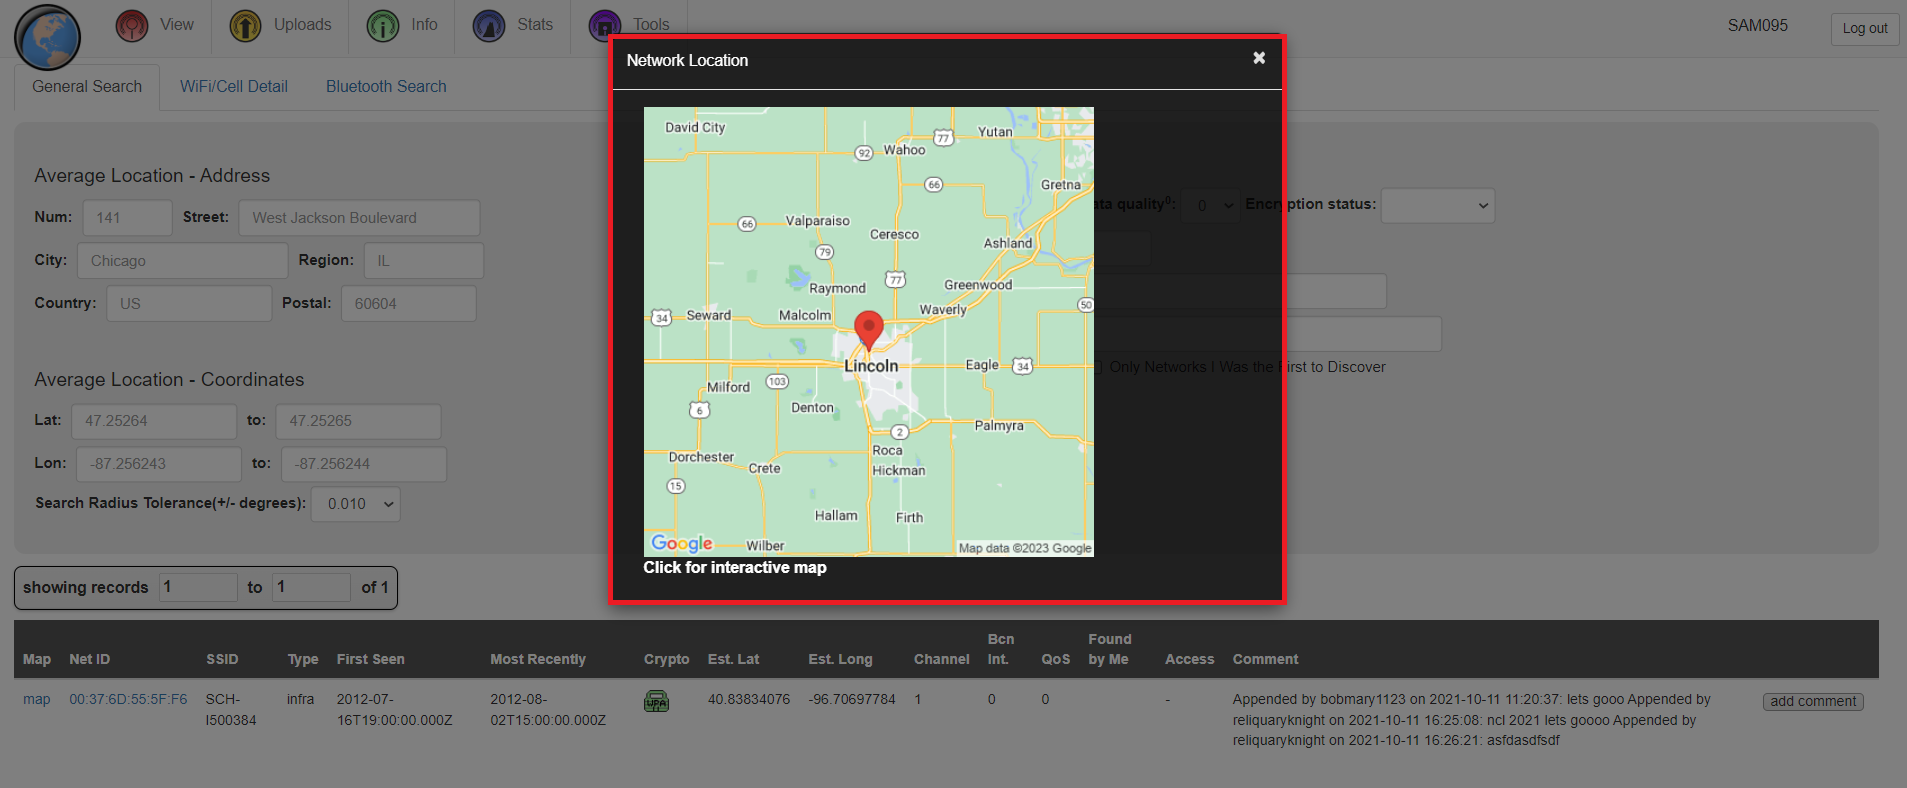 View
Uploads
Info
Stats
Tools
SAM095
Log out
General Search
WiFi/Cell Detail
Bluetooth Search
Network Location
×
David City
Yutan
77
Wahoo
92
66
Gretna
66
Valparaiso
Ceresco
Ashland
79
77
Raymond
Greenwood
50
34
Seward
Malcolm
Waverly
Lincoln
Eagle
34
Milford
103
6
Denton
2
Palmyra
Roca
Dorchester
Crete
Hickman
15
Hallam
Firth
Google
Wilber
Map data ©2023 Google
Click for interactive map
Average Location - Address
Num: 141 Street: West Jackson Boulevard
City: Chicago Region: IL
Country: US Postal: 60604
ata quality⁰: 0 Encryption status:
Only Networks I Was the First to Discover
Average Location - Coordinates
Lat: 47.25264 to: 47.25265
Lon: -87.256243 to: -87.256244
Search Radius Tolerance(+/- degrees): 0.010
showing records 1 to 1 of 1
Map Net ID SSID Type First Seen Most Recently Crypto Est. Lat Est. Long Channel Bcn Int. QoS Found by Me Access Comment
map 00:37:6D:55:5F:F6 SCH- infra 2012-07- 2012-08- WPA 40.83834076 -96.70697784 1 0 0 - Appended by bobmary1123 on 2021-10-11 11:20:37: lets gooo Appended by add comment
I500384 16T19:00:00.000Z 02T15:00:00.000Z reliquaryknight on 2021-10-11 16:25:08: ncl 2021 lets goooo Appended by
reliquaryknight on 2021-10-11 16:26:21: asfdasdfsdf